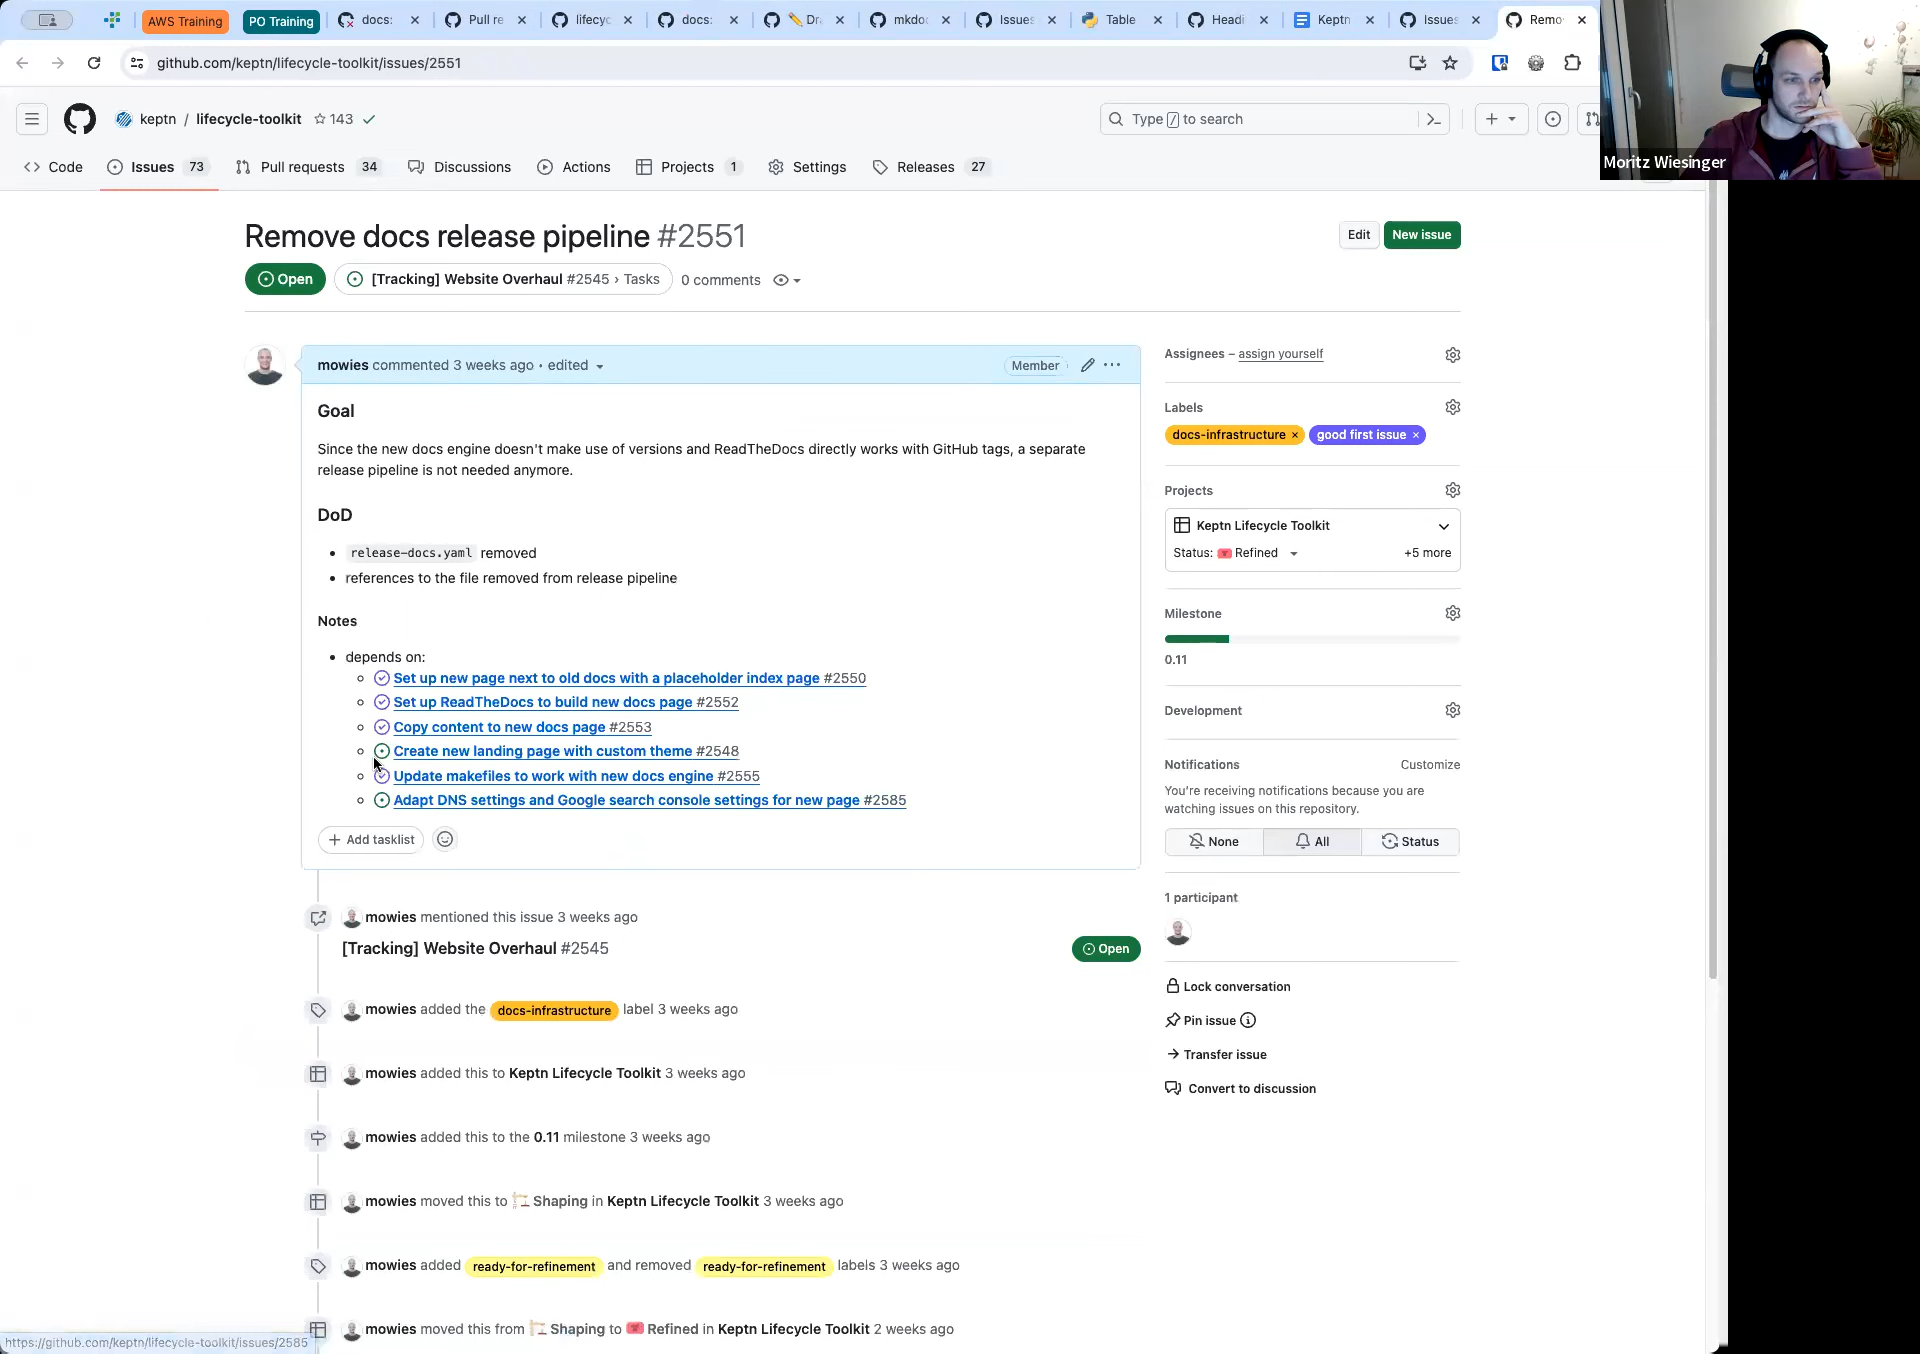 AWS Training
PO Training
docs:
Pull re
lifecyc
docs:
Dr
mkdoc
Issues
Table
Headi
Keptn
Issues
Remo
github.com/keptn/lifecycle-toolkit/issues/2551
keptn / lifecycle-toolkit 143
Type / to search
Code
Issues 73
Pull requests 34
Discussions
Actions
Projects 1
Settings
Releases 27
Moritz Wiesinger
Remove docs release pipeline #2551
Edit
New issue
Open
[Tracking] Website Overhaul #2545 › Tasks
0 comments
mowies commented 3 weeks ago • edited
Member
Goal
Since the new docs engine doesn't make use of versions and ReadTheDocs directly works with GitHub tags, a separate
release pipeline is not needed anymore.
DoD
• release-docs.yaml removed
• references to the file removed from release pipeline
Notes
• depends on:
Set up new page next to old docs with a placeholder index page #2550
Set up ReadTheDocs to build new docs page #2552
Copy content to new docs page #2553
Create new landing page with custom theme #2548
Update makefiles to work with new docs engine #2555
Adapt DNS settings and Google search console settings for new page #2585
+ Add tasklist
mowies mentioned this issue 3 weeks ago
[Tracking] Website Overhaul #2545
Open
mowies added the docs-infrastructure label 3 weeks ago
mowies added this to Keptn Lifecycle Toolkit 3 weeks ago
mowies added this to the 0.11 milestone 3 weeks ago
mowies moved this to Shaping in Keptn Lifecycle Toolkit 3 weeks ago
mowies added ready-for-refinement and removed ready-for-refinement labels 3 weeks ago
mowies moved this from Shaping to Refined in Keptn Lifecycle Toolkit 2 weeks ago
Assignees – assign yourself
Labels
docs-infrastructure × good first issue ×
Projects
Keptn Lifecycle Toolkit
Status: Refined +5 more
Milestone
0.11
Development
Notifications Customize
You're receiving notifications because you are
watching issues on this repository.
None
All
Status
1 participant
Lock conversation
Pin issue
Transfer issue
Convert to discussion
https://github.com/keptn/lifecycle-toolkit/issues/2585